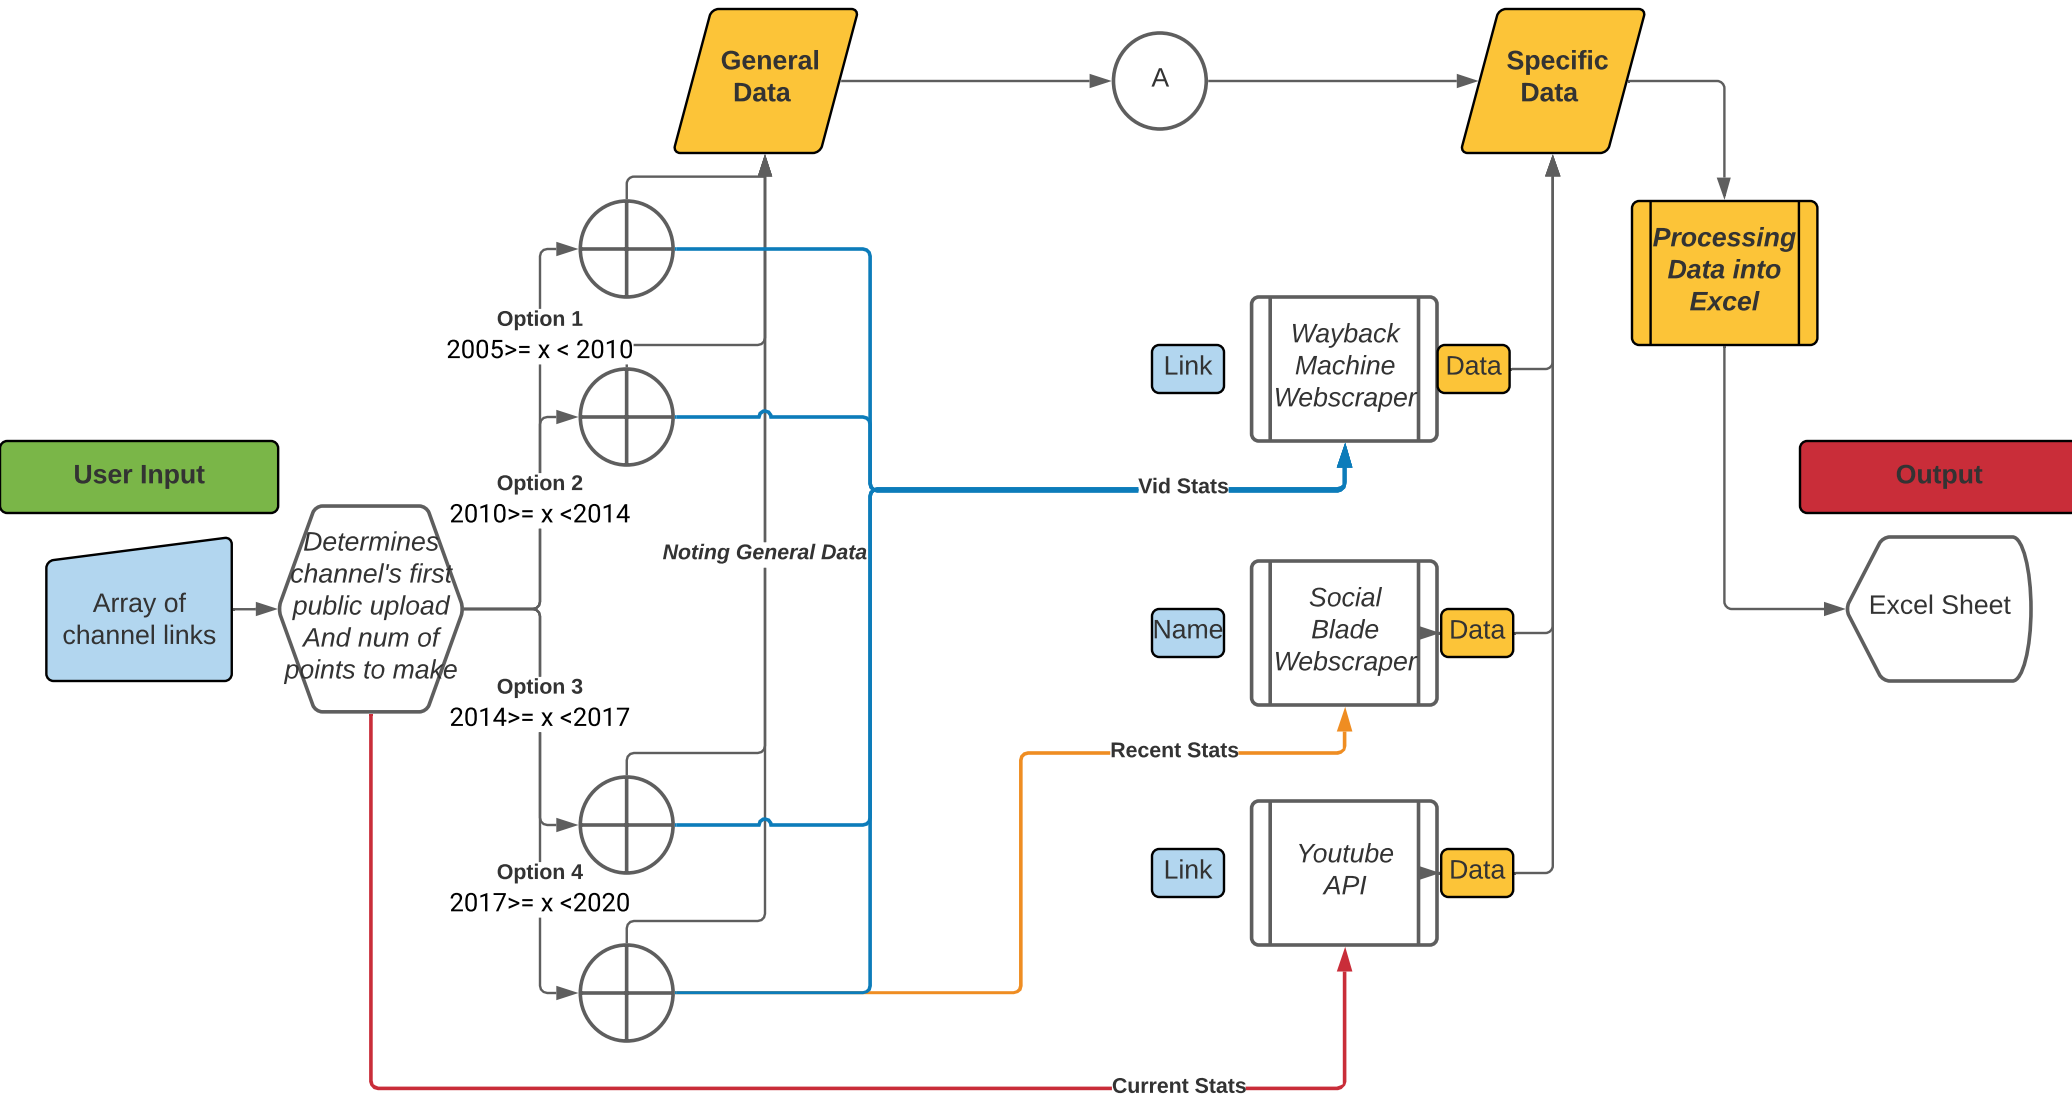 General
Data
A
Specific
Data
Processing
Data into
Excel
Option 1
2005>= x < 2010
Wayback
Machine
Webscraper
Link
Data
User Input
Option 2
2010>= x <2014
Vid Stats
Output
Determines
channel's first
public upload
And num of
points to make
Noting General Data
Array of
channel links
Social
Blade
Webscraper
Name
Data
Excel Sheet
Option 3
2014>= x <2017
Recent Stats
Option 4
2017>= x <2020
Youtube
API
Link
Data
Current Stats